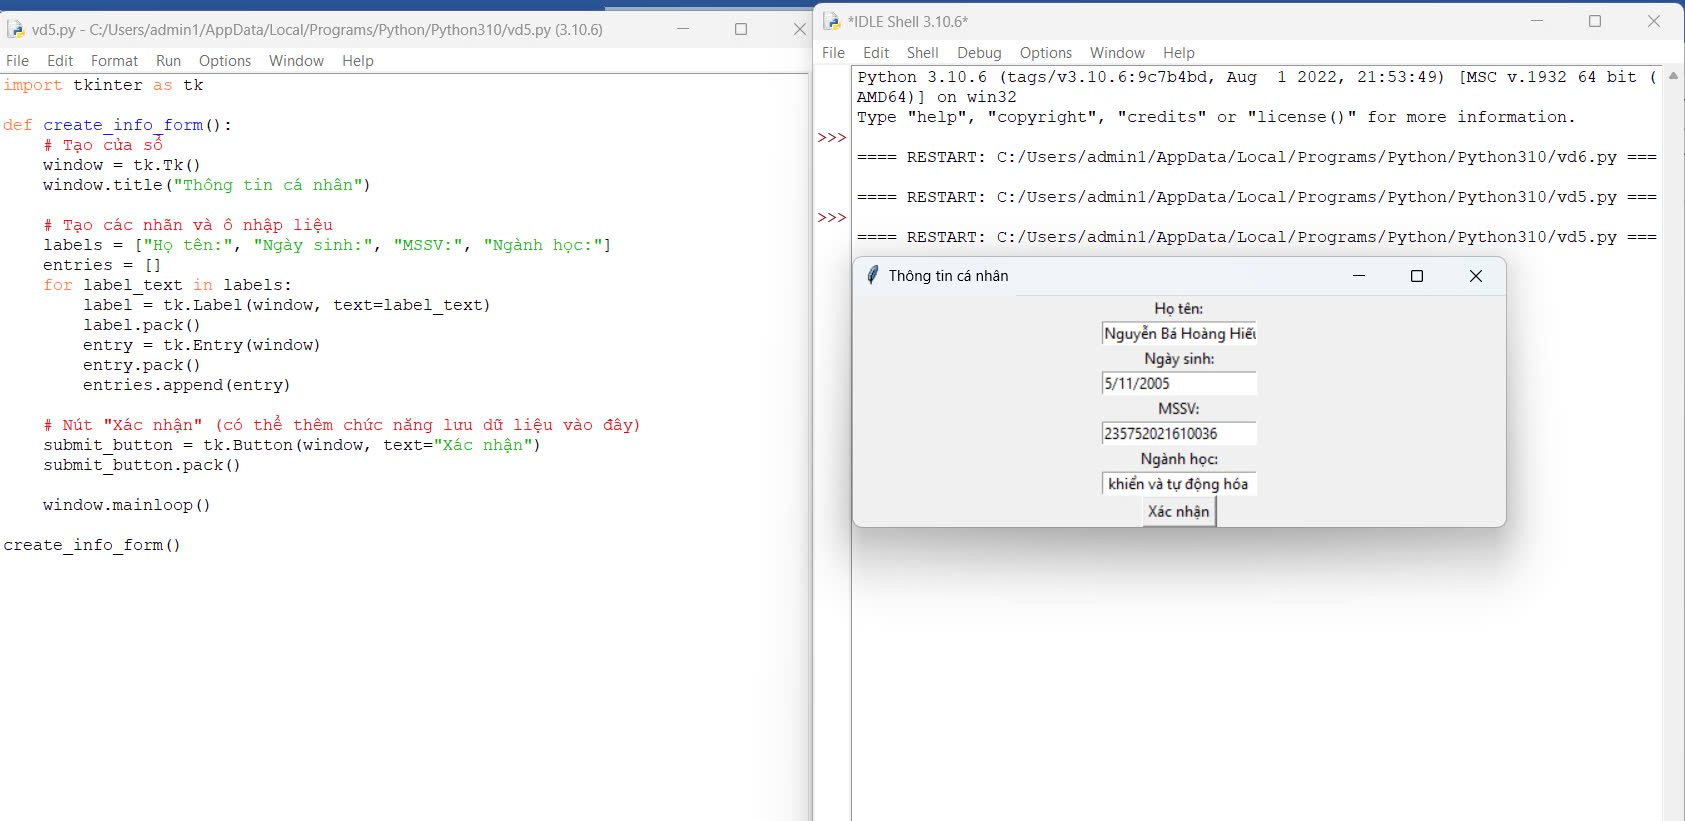 vd5.py - C:/Users/admin1/AppData/Local/Programs/Python/Python310/vd5.py (3.10.6)
File Edit Format Run Options Window Help
import tkinter as tk
def create_info_form():
    # Tạo cửa sổ
    window = tk.Tk()
    window.title("Thông tin cá nhân")
    # Tạo các nhãn và ô nhập liệu
    labels = ["Họ tên:", "Ngày sinh:", "MSSV:", "Ngành học:"]
    entries = []
    for label_text in labels:
        label = tk.Label(window, text=label_text)
        label.pack()
        entry = tk.Entry(window)
        entry.pack()
        entries.append(entry)
    # Nút "Xác nhận" (có thể thêm chức năng lưu dữ liệu vào đây)
    submit_button = tk.Button(window, text="Xác nhận")
    submit_button.pack()
    window.mainloop()
create_info_form()
*IDLE Shell 3.10.6*
File Edit Shell Debug Options Window Help
Python 3.10.6 (tags/v3.10.6:9c7b4bd, Aug  1 2022, 21:53:49) [MSC v.1932 64 bit (
AMD64)] on win32
Type "help", "copyright", "credits" or "license()" for more information.
>>>
==== RESTART: C:/Users/admin1/AppData/Local/Programs/Python/Python310/vd6.py ===
==== RESTART: C:/Users/admin1/AppData/Local/Programs/Python/Python310/vd5.py ===
>>>
==== RESTART: C:/Users/admin1/AppData/Local/Programs/Python/Python310/vd5.py ===
Thông tin cá nhân
Họ tên:
Nguyễn Bá Hoàng Hiếu
Ngày sinh:
5/11/2005
MSSV:
235752021610036
Ngành học:
khiển và tự động hóa
Xác nhận